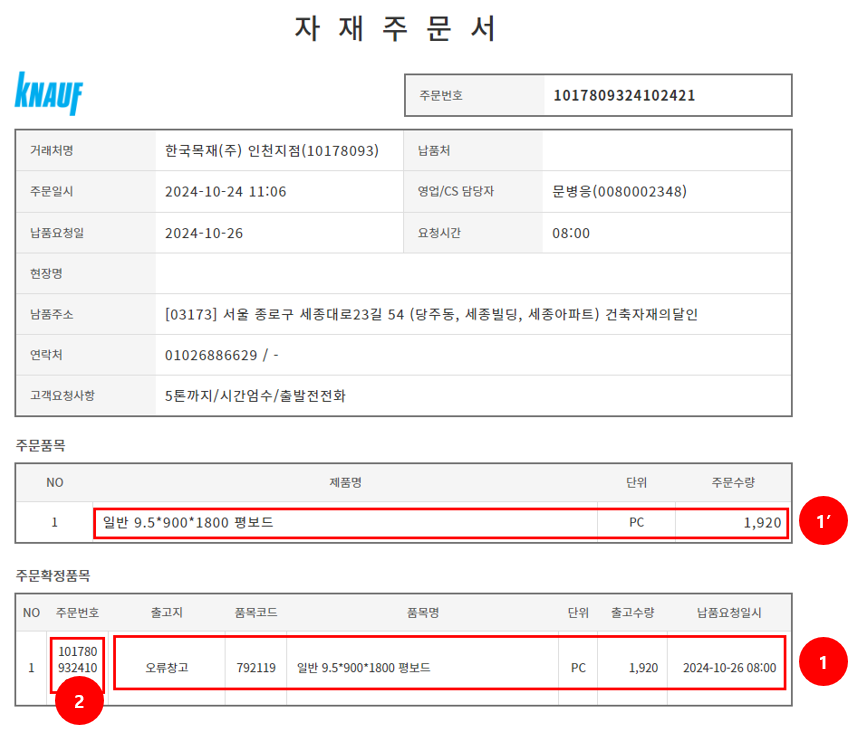 자 재 주 문 서
KNAUF
주문번호 1017809324102421
거래처명 한국목재(주) 인천지점(10178093) 납품처
주문일시 2024-10-24 11:06 영업/CS 담당자 문병응(0080002348)
납품요청일 2024-10-26 요청시간 08:00
현장명
납품주소 [03173] 서울 종로구 세종대로23길 54 (당주동, 세종빌딩, 세종아파트) 건축자재의달인
연락처 01026886629 / -
고객요청사항 5톤까지/시간엄수/출발전전화
주문품목
NO 제품명 단위 주문수량
1 일반 9.5*900*1800 평보드 PC 1,920 1′
주문확정품목
NO 주문번호 출고지 품목코드 품목명 단위 출고수량 납품요청일시
101780
1 932410 오류창고 792119 일반 9.5*900*1800 평보드 PC 1,920 2024-10-26 08:00 1
2